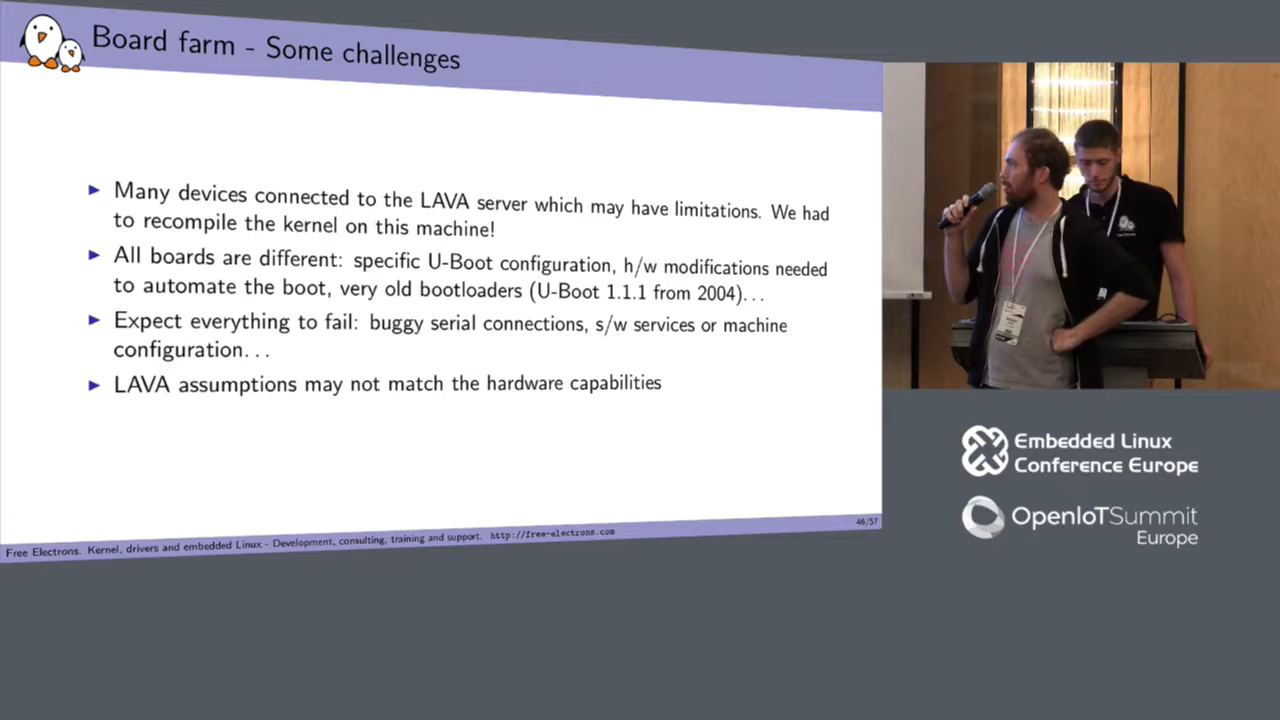 Board farm - Some challenges
Many devices connected to the LAVA server which may have limitations. We had
to recompile the kernel on this machine!
All boards are different: specific U-Boot configuration, h/w modifications needed
to automate the boot, very old bootloaders (U-Boot 1.1.1 from 2004)...
Expect everything to fail: buggy serial connections, s/w services or machine
configuration...
LAVA assumptions may not match the hardware capabilities
46/57
Free Electrons. Kernel, drivers and embedded Linux - Development, consulting, training and support. http://free-electrons.com
Embedded Linux
Conference Europe
OpenIoTSummit
Europe